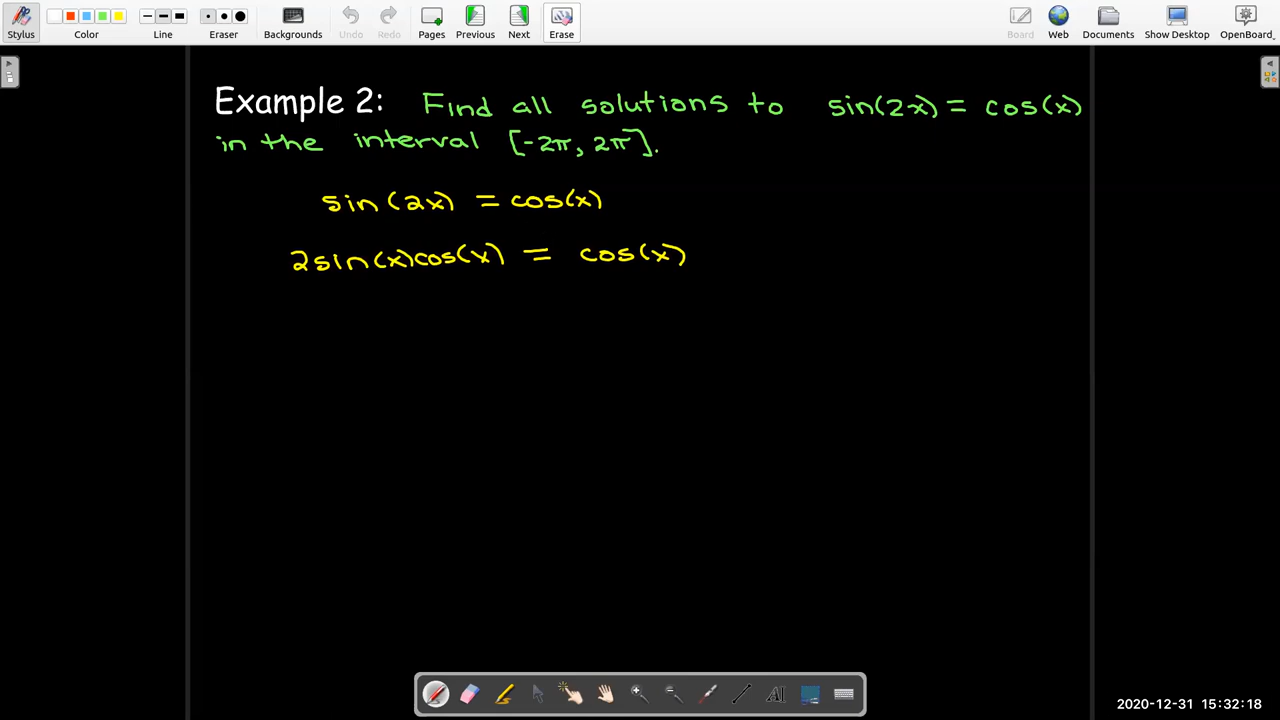 Stylus Color Line Eraser Backgrounds Undo Redo Pages Previous Next Erase Board Web Documents Show Desktop OpenBoard
Example 2: Find all solutions to sin(2x) = cos(x)
in the interval [-2π, 2π].
sin(2x) = cos(x)
2sin(x)cos(x) = cos(x)
AI
2020-12-31 15:32:18